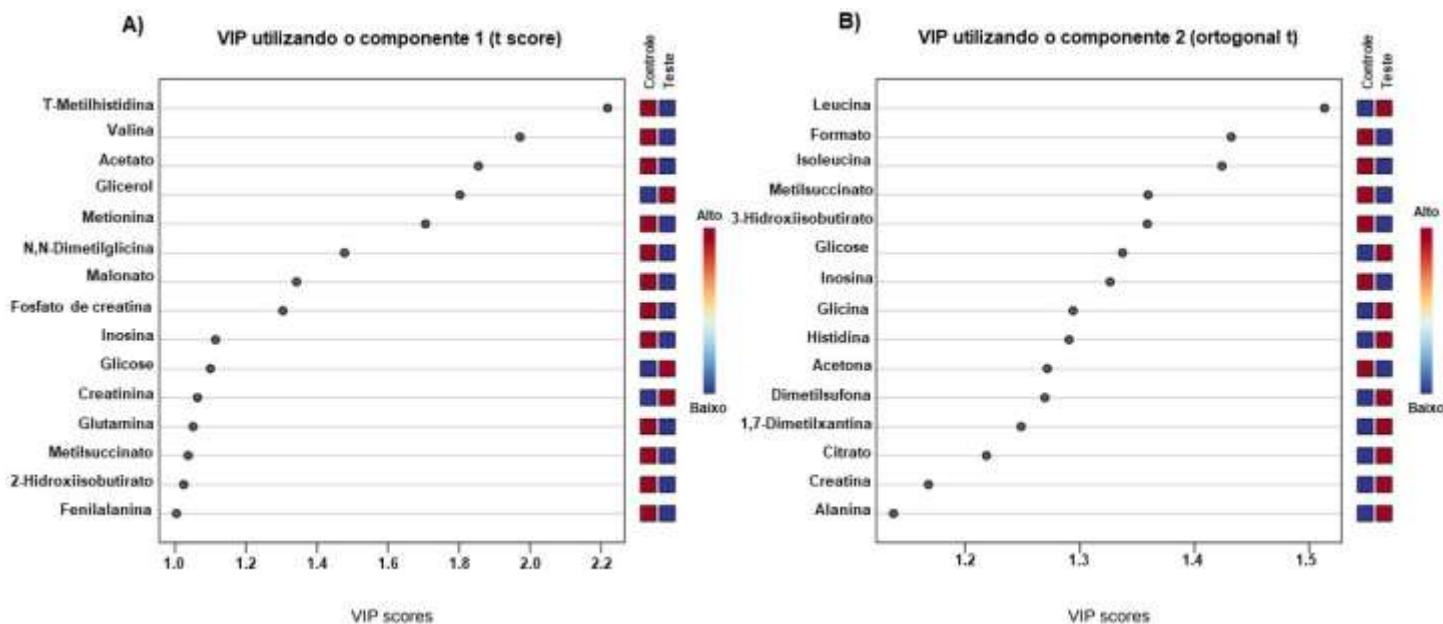 A)
VIP utilizando o componente 1 (t score)
Controle
Teste
T-Metilhistidina
Valina
Acetato
Glicerol
Metionina
N,N-Dimetilglicina
Malonato
Fosfato de creatina
Inosina
Glicose
Creatinina
Glutamina
Metilsuccinato
2-Hidroxiisobutirato
Fenilalanina
Alto
Baixo
1.0 1.2 1.4 1.6 1.8 2.0 2.2
VIP scores
B)
VIP utilizando o componente 2 (ortogonal t)
Controle
Teste
Leucina
Formato
Isoleucina
Metilsuccinato
3-Hidroxiisobutirato
Glicose
Inosina
Glicina
Histidina
Acetona
Dimetilsufona
1,7-Dimetilxantina
Citrato
Creatina
Alanina
Alto
Baixo
1.2 1.3 1.4 1.5
VIP scores